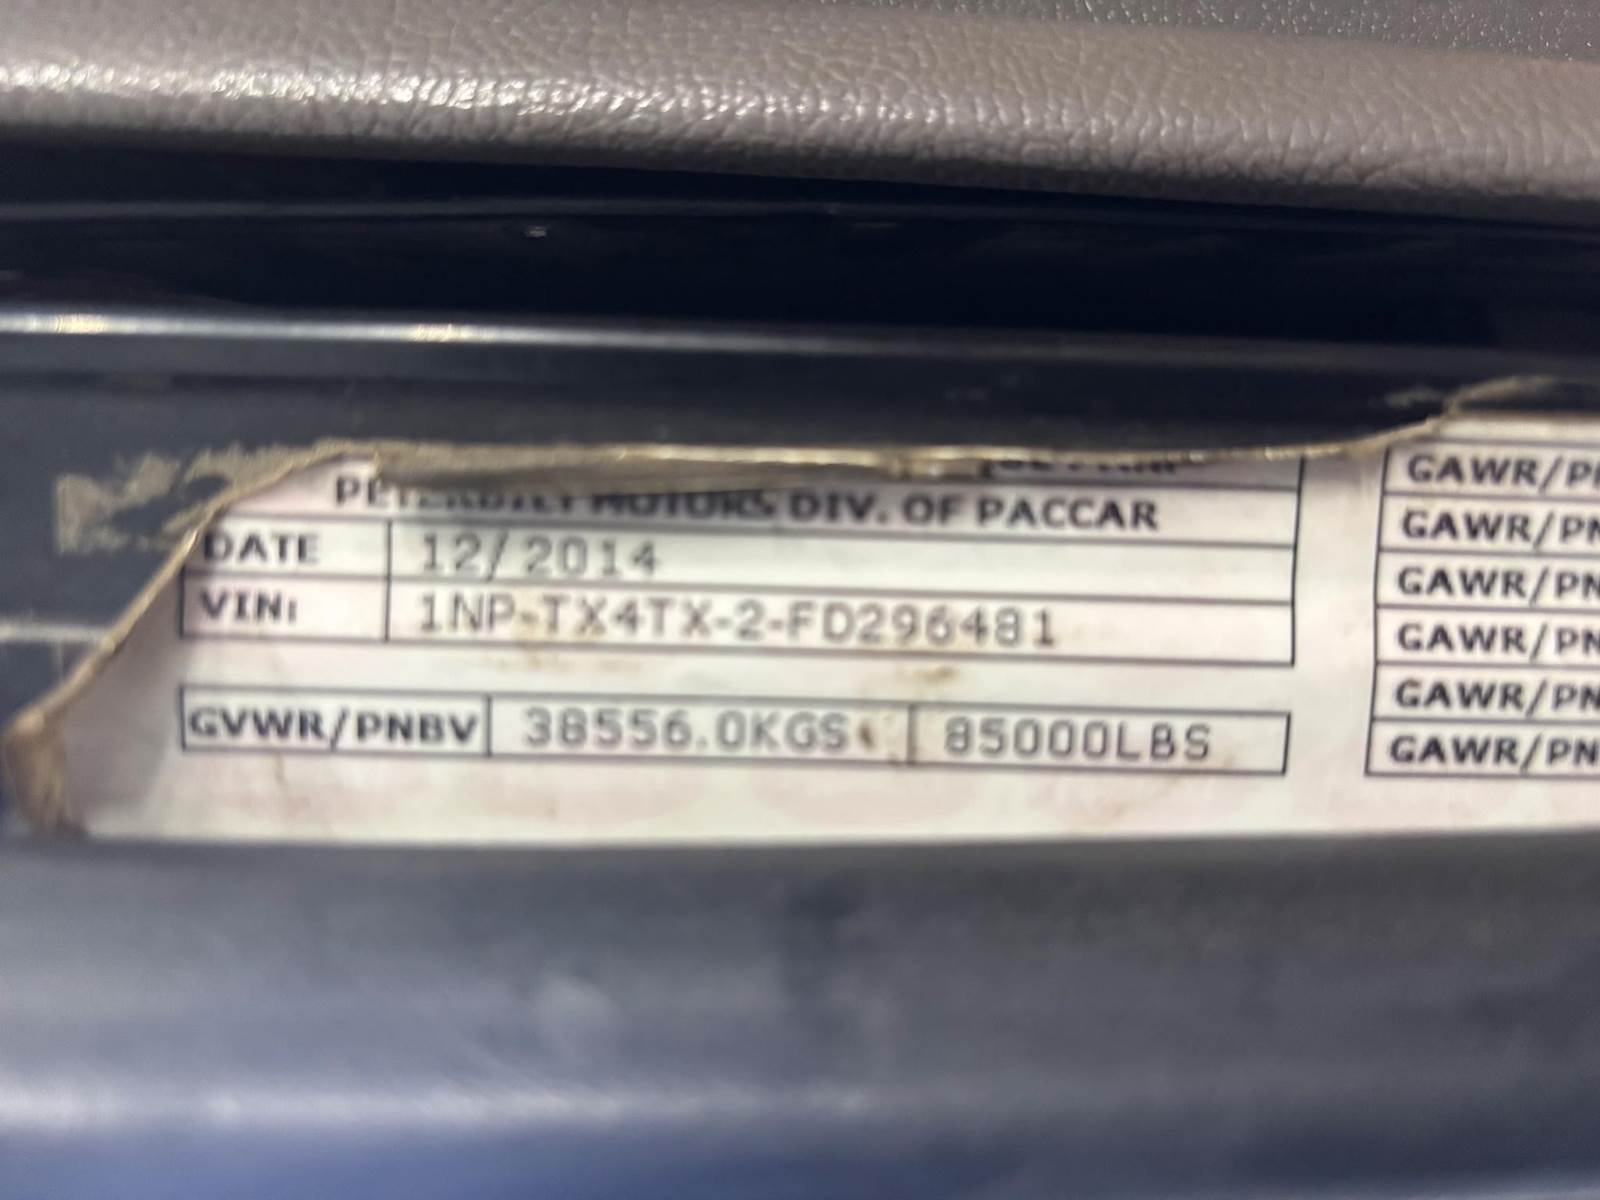 PETERBILT MOTORS DIV. OF PACCAR
DATE 12/2014
VIN: 1NP-TX4TX-2-FD296481
GVWR/PNBV 38556.0KGS 85000LBS
GAWR/PN
GAWR/PN
GAWR/PN
GAWR/PN
GAWR/PN
GAWR/PN